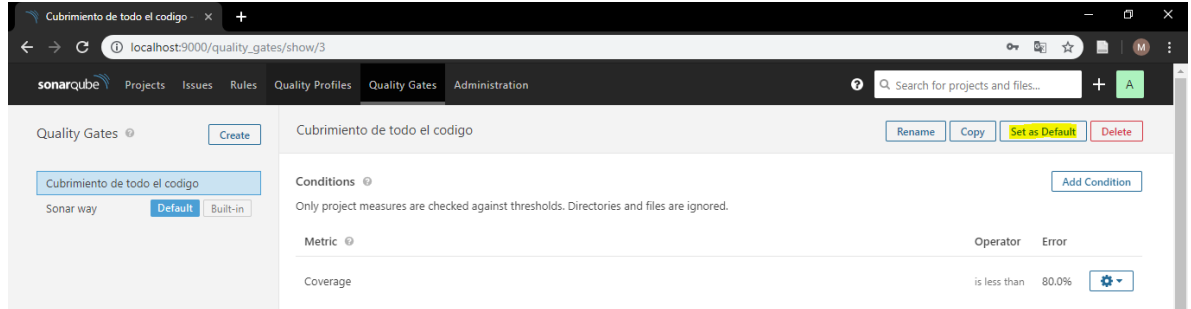 Cubrimiento de todo el codigo -
localhost:9000/quality_gates/show/3
M
sonarqube Projects Issues Rules Quality Profiles Quality Gates Administration Search for projects and files... A
Quality Gates Create
Cubrimiento de todo el codigo Rename Copy Set as Default Delete
Cubrimiento de todo el codigo
Sonar way Default Built-in
Conditions Add Condition
Only project measures are checked against thresholds. Directories and files are ignored.
Metric Operator Error
Coverage is less than 80.0%